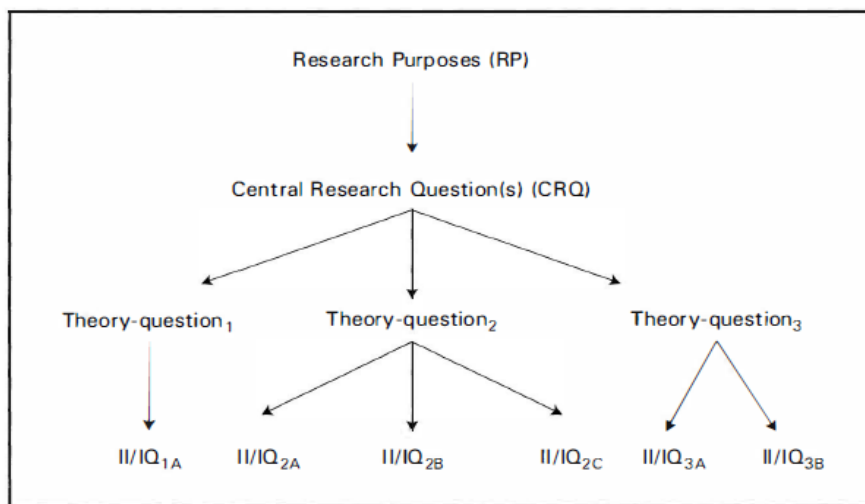 Research Purposes (RP)
Central Research Question(s) (CRQ)
Theory-question₁ Theory-question₂ Theory-question₃
II/IQ₁A II/IQ₂A II/IQ₂B II/IQ₂C II/IQ₃A II/IQ₃B